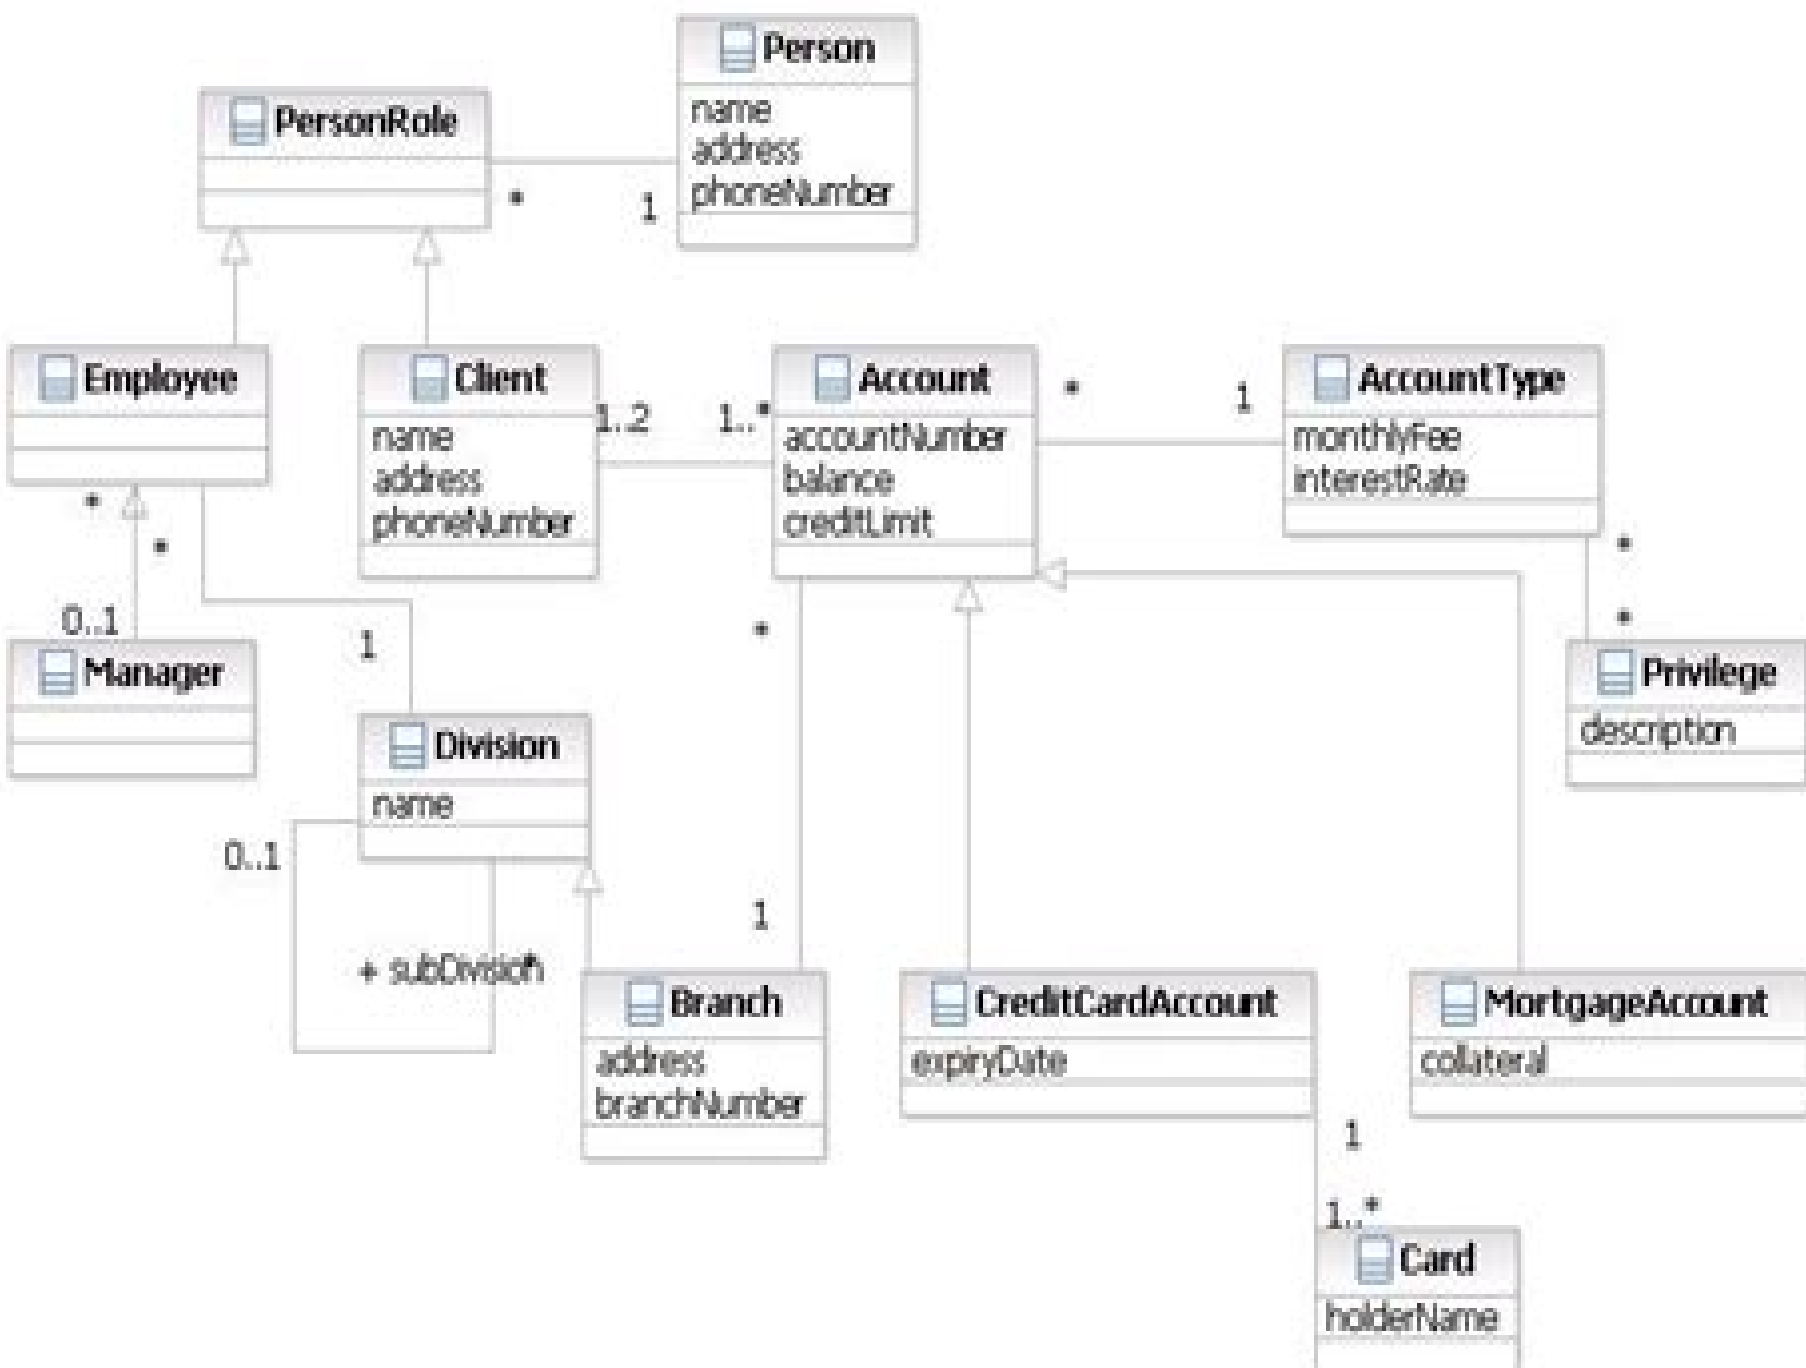 Person
name
address
phoneNumber
PersonRole
*
1
Employee
Client
name
address
phoneNumber
1..2
1..*
Account
accountNumber
balance
creditLimit
*
1
AccountType
monthlyFee
interestRate
*
*
0..1
Manager
1
*
*
*
Privilege
description
Division
name
0..1
+ subDivision
*
1
Branch
address
branchNumber
CreditCardAccount
expiryDate
MortgageAccount
collateral
1
1..*
Card
holderName